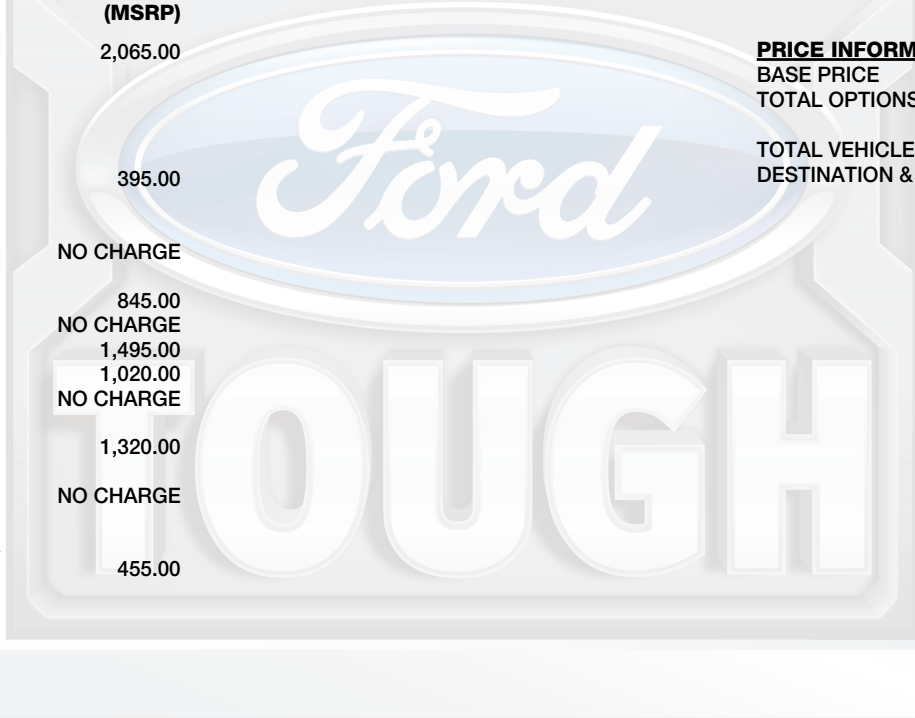 (MSRP)
2,065.00
395.00
NO CHARGE
845.00
NO CHARGE
1,495.00
1,020.00
NO CHARGE
1,320.00
NO CHARGE
455.00
PRICE INFORM
BASE PRICE
TOTAL OPTIONS
TOTAL VEHICLE
DESTINATION &
Ford
TOUGH